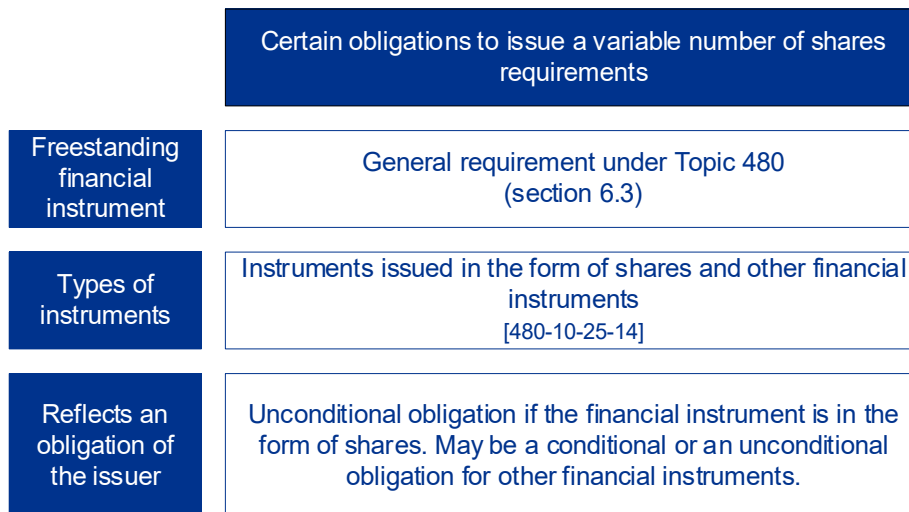 Certain obligations to issue a variable number of shares
requirements
Freestanding
financial
instrument
General requirement under Topic 480
(section 6.3)
Types of
instruments
Instruments issued in the form of shares and other financial
instruments
[480-10-25-14]
Reflects an
obligation of
the issuer
Unconditional obligation if the financial instrument is in the
form of shares. May be a conditional or an unconditional
obligation for other financial instruments.